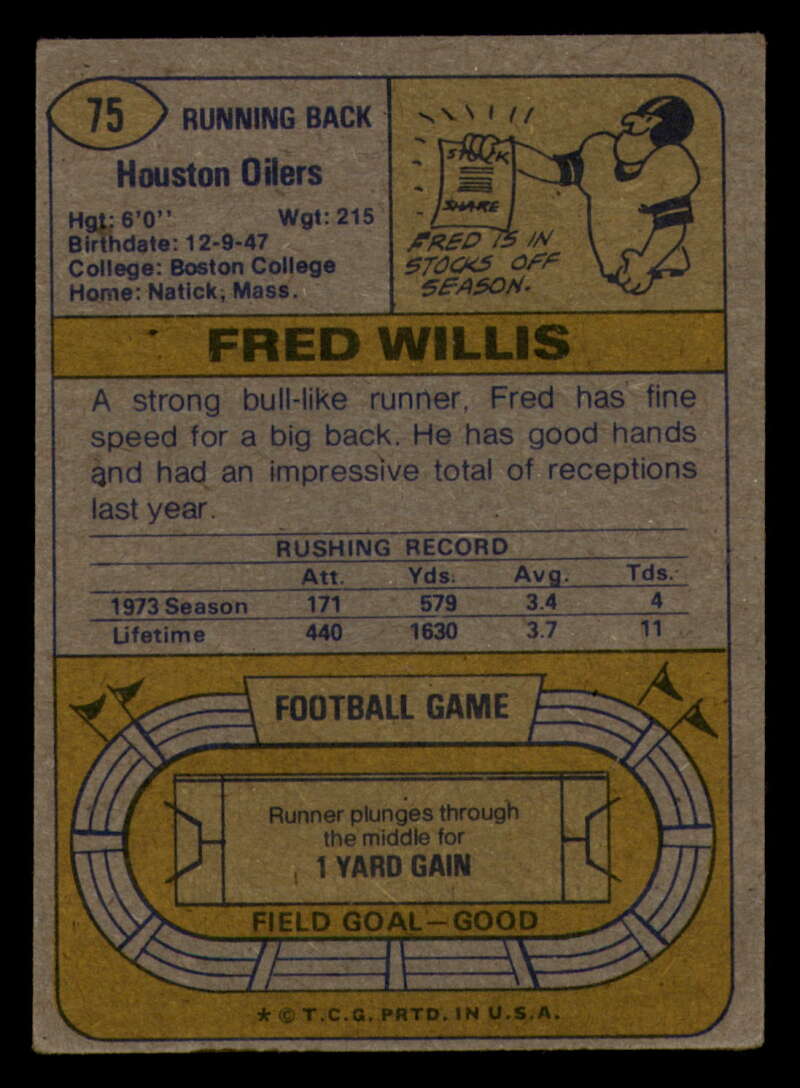 75
RUNNING BACK
Houston Oilers
Hgt: 6'0'' Wgt: 215
Birthdate: 12-9-47
College: Boston College
Home: Natick, Mass.
STOCK
SHARE
FRED IS IN
STOCKS OFF
SEASON.
FRED WILLIS
A strong bull-like runner, Fred has fine
speed for a big back. He has good hands
and had an impressive total of receptions
last year.
RUSHING RECORD
Att. Yds. Avg. Tds.
1973 Season 171 579 3.4 4
Lifetime 440 1630 3.7 11
FOOTBALL GAME
Runner plunges through
the middle for
1 YARD GAIN
FIELD GOAL—GOOD
* © T.C.G. PRTD. IN U.S.A.